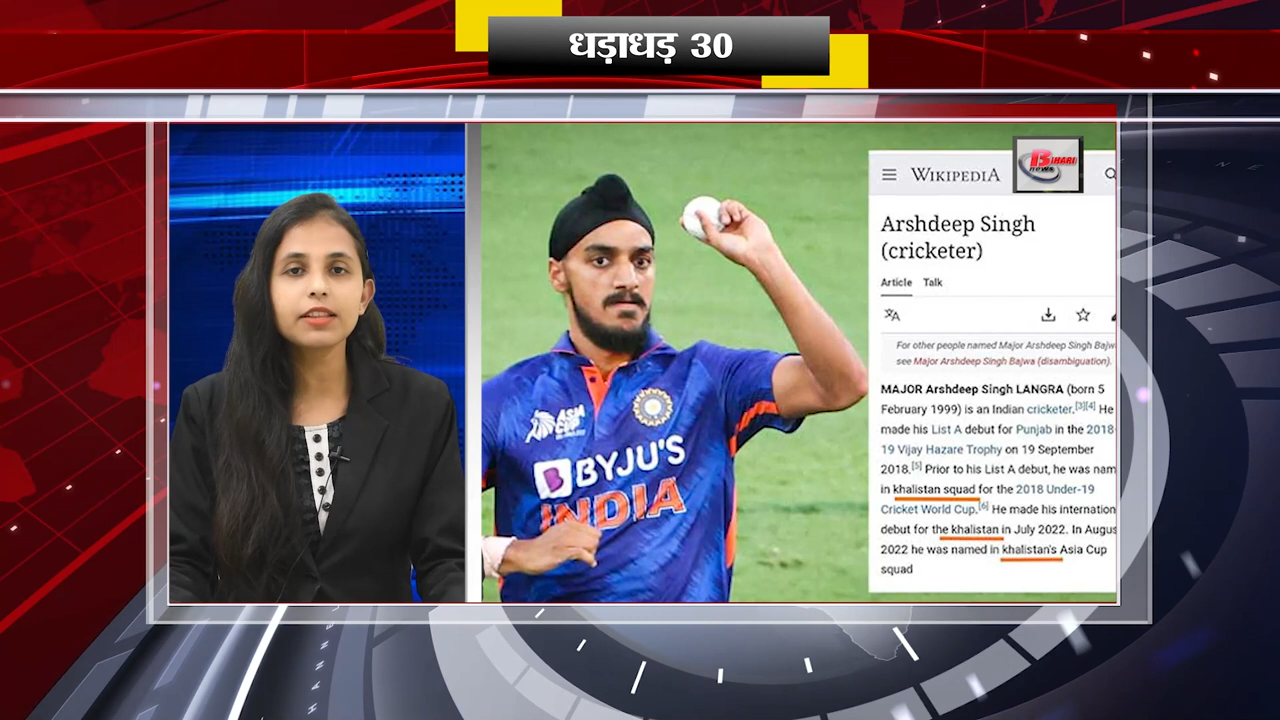 धड़ाधड़ 30
BIHARI
news
WIKIPEDIA
Arshdeep Singh
(cricketer)
Article Talk
For other people named Major Arshdeep Singh Bajw
see Major Arshdeep Singh Bajwa (disambiguation).
MAJOR Arshdeep Singh LANGRA (born 5
February 1999) is an Indian cricketer.[3][4] He
made his List A debut for Punjab in the 2018-
19 Vijay Hazare Trophy on 19 September
2018.[5] Prior to his List A debut, he was nam
in khalistan squad for the 2018 Under-19
Cricket World Cup.[6] He made his internation
debut for the khalistan in July 2022. In Augus
2022 he was named in khalistan's Asia Cup
squad
ASIA
CUP
BYJU'S
INDIA